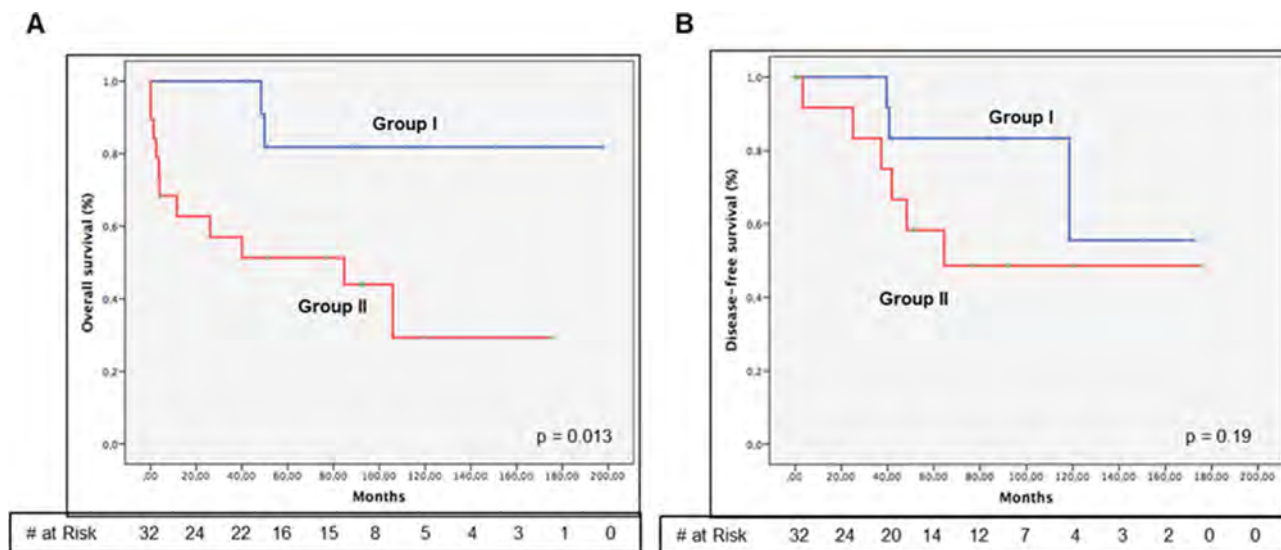 A
1.0
0.8
0.6
0.4
0.2
0.0
Overall survival (%)
Group I
Group II
p = 0.013
.00 20.00 40.00 60.00 80.00 100.00 120.00 140.00 160.00 180.00 200.00
Months
# at Risk 32 24 22 16 15 8 5 4 3 1 0
B
1.0
0.8
0.6
0.4
0.2
0.0
Disease-free survival (%)
Group I
Group II
p = 0.19
.00 20.00 40.00 60.00 80.00 100.00 120.00 140.00 160.00 180.00 200.00
Months
# at Risk 32 24 20 14 12 7 4 3 2 0 0